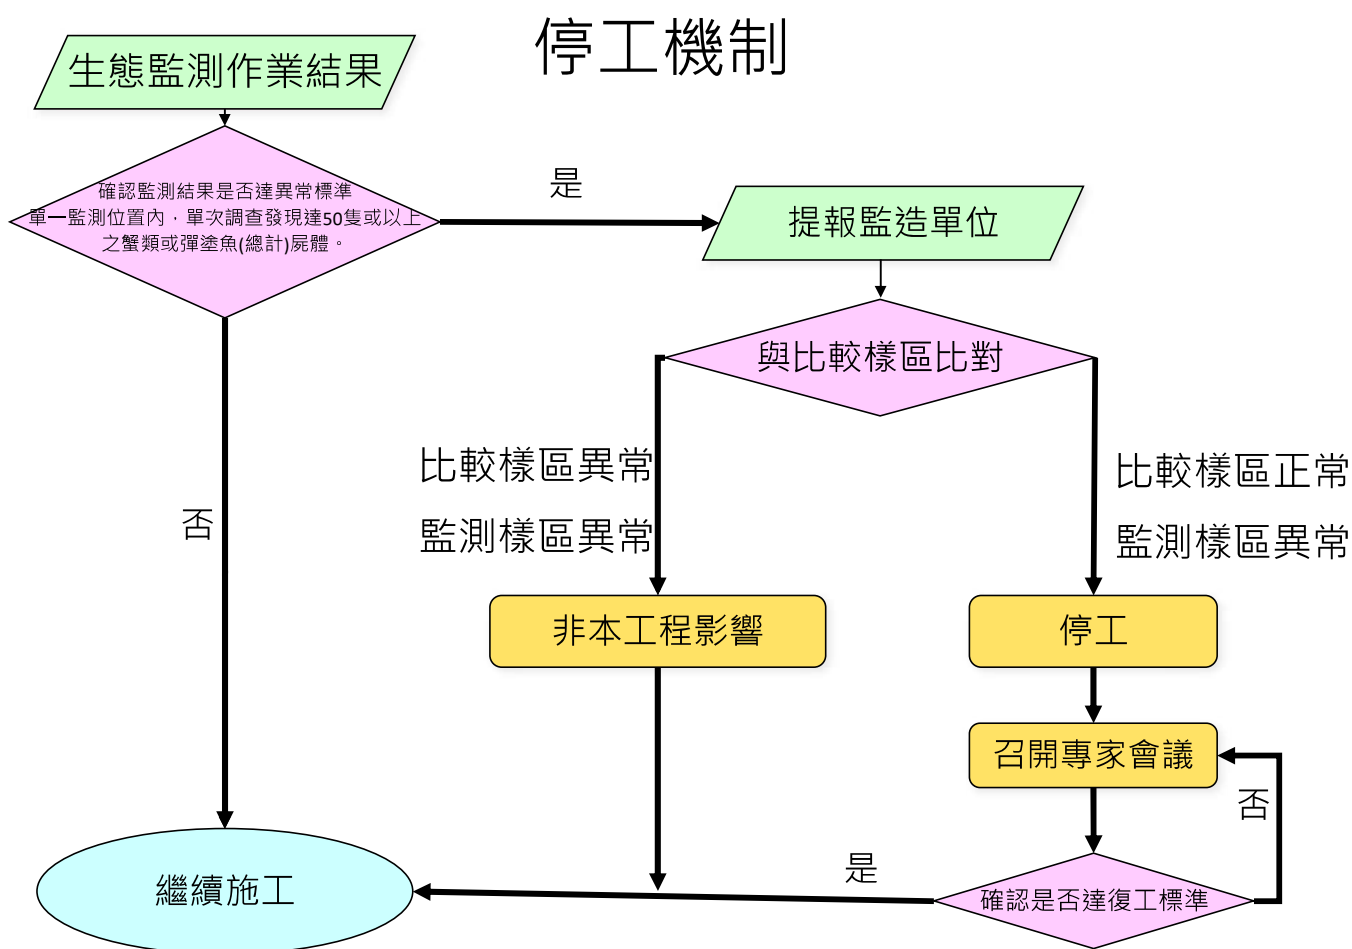 停工機制
生態監測作業結果
確認監測結果是否達異常標準
單一監測位置內，單次調查發現達50隻或以上
之蟹類或彈塗魚(總計)屍體。
是
提報監造單位
與比較樣區比對
比較樣區異常
監測樣區異常
比較樣區正常
監測樣區異常
否
非本工程影響
停工
召開專家會議
否
是
確認是否達復工標準
繼續施工